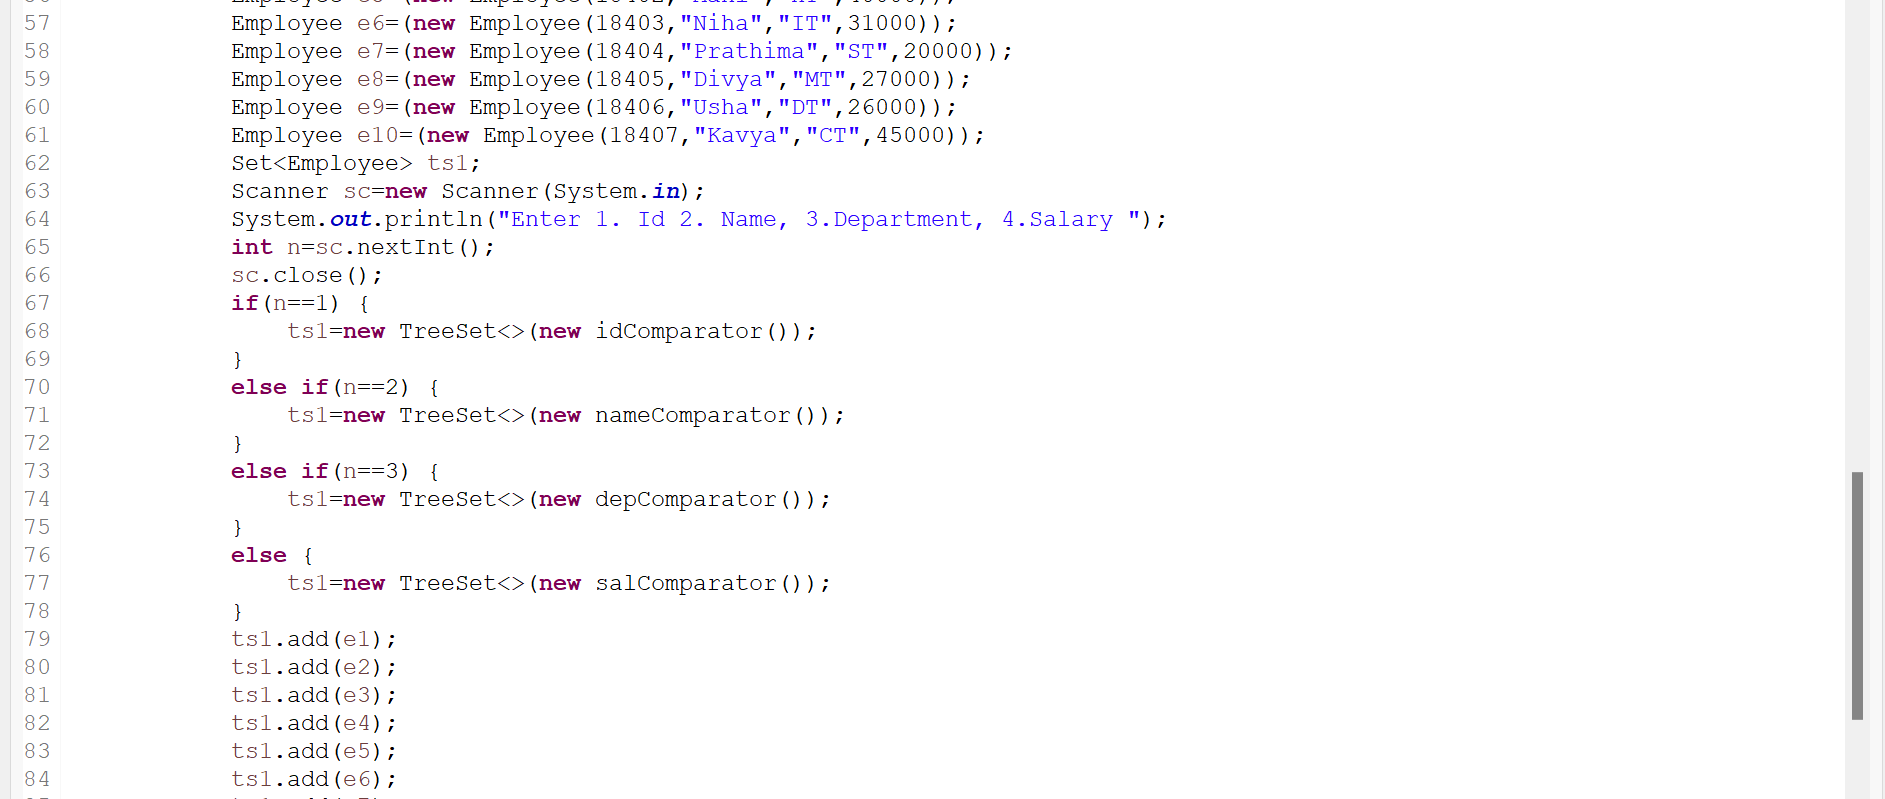 57 Employee e6=(new Employee(18403,"Niha","IT",31000));
58 Employee e7=(new Employee(18404,"Prathima","ST",20000));
59 Employee e8=(new Employee(18405,"Divya","MT",27000));
60 Employee e9=(new Employee(18406,"Usha","DT",26000));
61 Employee e10=(new Employee(18407,"Kavya","CT",45000));
62 Set<Employee> ts1;
63 Scanner sc=new Scanner(System.in);
64 System.out.println("Enter 1. Id 2. Name, 3.Department, 4.Salary ");
65 int n=sc.nextInt();
66 sc.close();
67 if(n==1) {
68 ts1=new TreeSet<>(new idComparator());
69 }
70 else if(n==2) {
71 ts1=new TreeSet<>(new nameComparator());
72 }
73 else if(n==3) {
74 ts1=new TreeSet<>(new depComparator());
75 }
76 else {
77 ts1=new TreeSet<>(new salComparator());
78 }
79 ts1.add(e1);
80 ts1.add(e2);
81 ts1.add(e3);
82 ts1.add(e4);
83 ts1.add(e5);
84 ts1.add(e6);